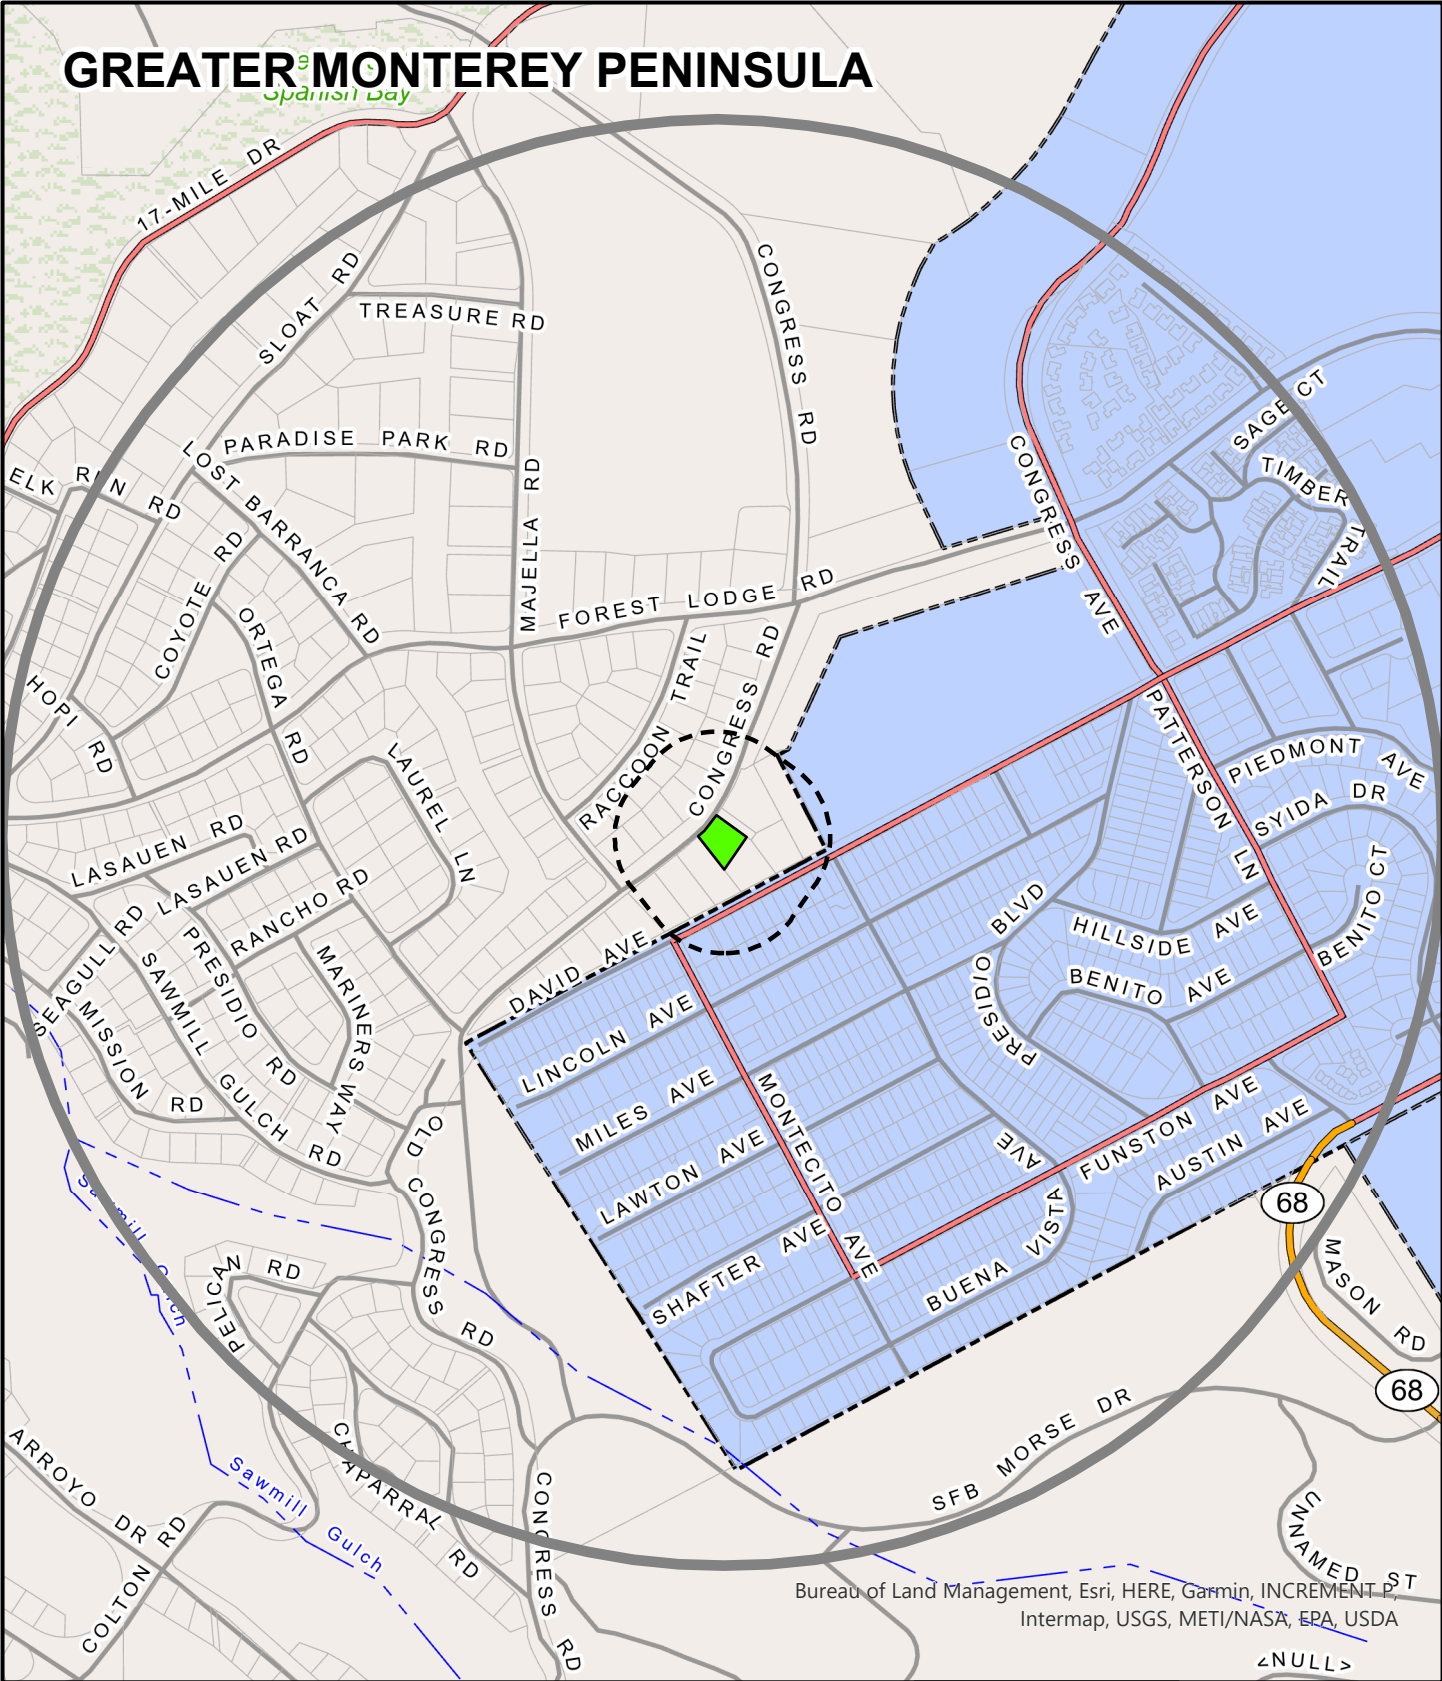 GREATER MONTEREY PENINSULA
Spanish Bay
17-MILE DR
SLOAT RD
TREASURE RD
CONGRESS RD
PARADISE PARK RD
LOST BARRANCA RD
ELK RUN RD
MAJELLA RD
SAGE CT
TIMBER TRAIL
CONGRESS AVE
FOREST LODGE RD
COYOTE RD
ORTEGA RD
HOPI RD
RACCOON TRAIL
CONGRESS RD
LAUREL LN
PATTERSON LN
PIEDMONT AVE
SYIDA DR
LASAUEN RD
LASAUEN RD
RANCHO RD
BENITO CT
PRESIDIO BLVD
HILLSIDE AVE
BENITO AVE
SEAGULL RD
SAWMILL GULCH RD
PRESIDIO RD
MARINERS WAY
MISSION RD
DAVID AVE
LINCOLN AVE
MILES AVE
LAWTON AVE
SHAFTER AVE
MONTECITO AVE
FUNSTON AVE
AUSTIN AVE
BUENA VISTA AVE
OLD CONGRESS RD
Sawmill Gulch
PELICAN RD
68
MASON RD
68
SFB MORSE DR
CHAPARRAL RD
CONGRESS RD
ARROYO DR
COLTON RD
Sawmill Gulch
UNNAMED ST
Bureau of Land Management, Esri, HERE, Garmin, INCREMENT P,
Intermap, USGS, METI/NASA, EPA, USDA
<NULL>